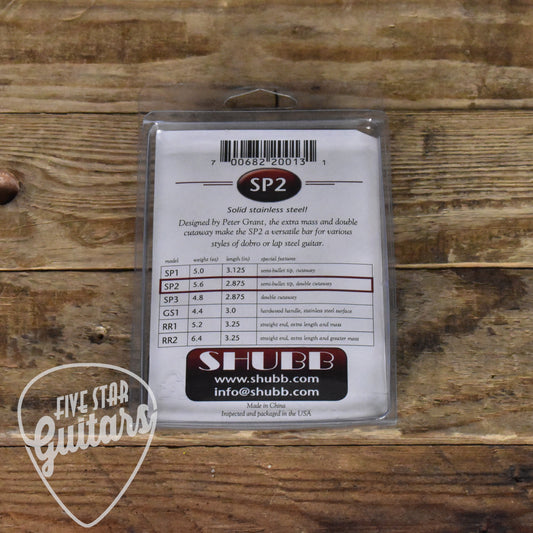 7 00682 20013 1
SP2
Solid stainless steel!
Designed by Peter Grant, the extra mass and double
cutaway make the SP2 a versatile bar for various
styles of dobro or lap steel guitar.
model weight (oz) length (in) special features
SP1 5.0 3.125 semi-bullet tip, cutaway
SP2 5.6 2.875 semi-bullet tip, double cutaway
SP3 4.8 2.875 double cutaway
GS1 4.4 3.0 hardwood handle, stainless steel surface
RR1 5.2 3.25 straight end, extra length and mass
RR2 6.4 3.25 straight end, extra length and greater mass
SHUBB
www.shubb.com
info@shubb.com
Made in China
Inspected and packaged in the USA
FIVE STAR
Guitars